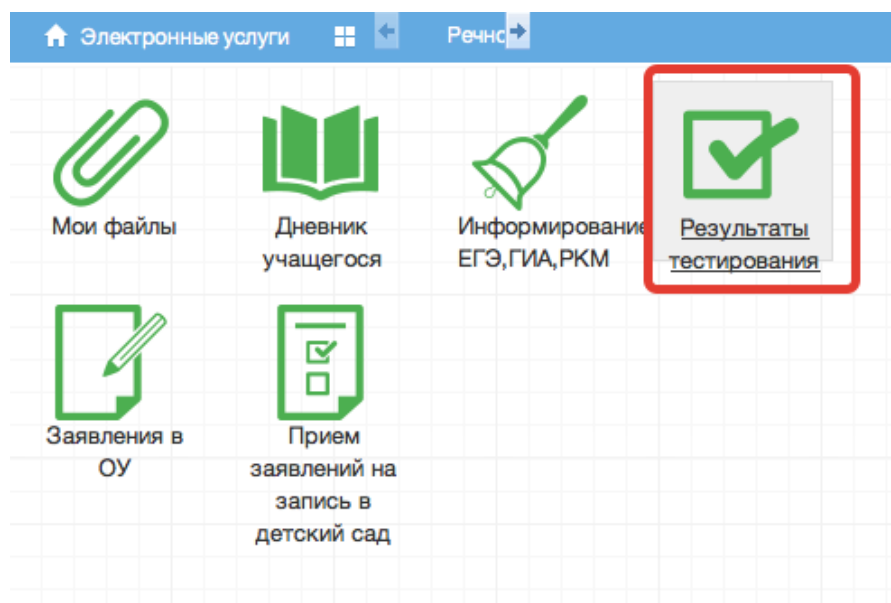 Электронные услуги Речнс
Мои файлы
Дневник
учащегося
Информирование
ЕГЭ,ГИА,РКМ
Результаты
тестирования
Заявления в
ОУ
Прием
заявлений на
запись в
детский сад